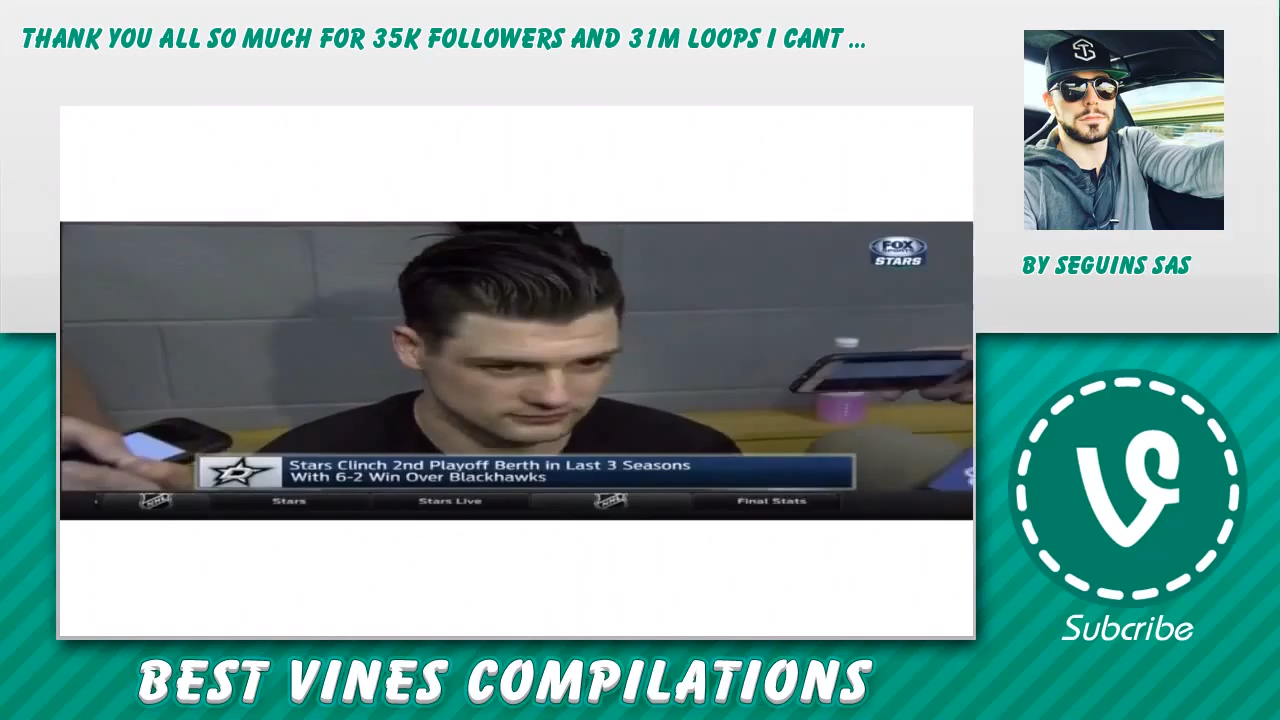 THANK YOU ALL SO MUCH FOR 35K FOLLOWERS AND 31M LOOPS I CANT ...
BY SEGUINS SAS
FOX
SPORTS
STARS
Stars Clinch 2nd Playoff Berth in Last 3 Seasons
With 6-2 Win Over Blackhawks
NHL
Stars
Stars Live
NHL
Final Stats
Subcribe
BEST VINES COMPILATIONS